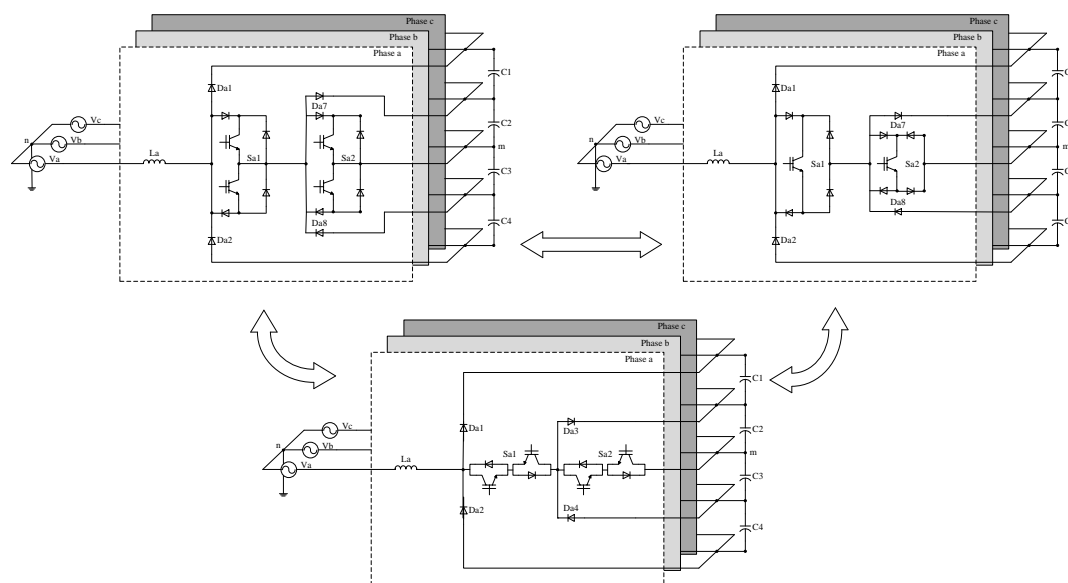 Phase c
Phase b
Phase a
Da1
C1
Da7
Vc
C2
n
Vb
Va
La
Sa1
Sa2
m
C3
Da8
C4
Da2
Phase c
Phase b
Phase a
Da1
C
Da7
Vc
C
n
Vb
Va
La
Sa1
Sa2
m
C
Da8
C
Da2
Phase c
Phase b
Phase a
C1
Da1
Da3
Vc
C2
n
Vb
Sa1
Sa2
m
Va
La
C3
Da2
Da4
C4